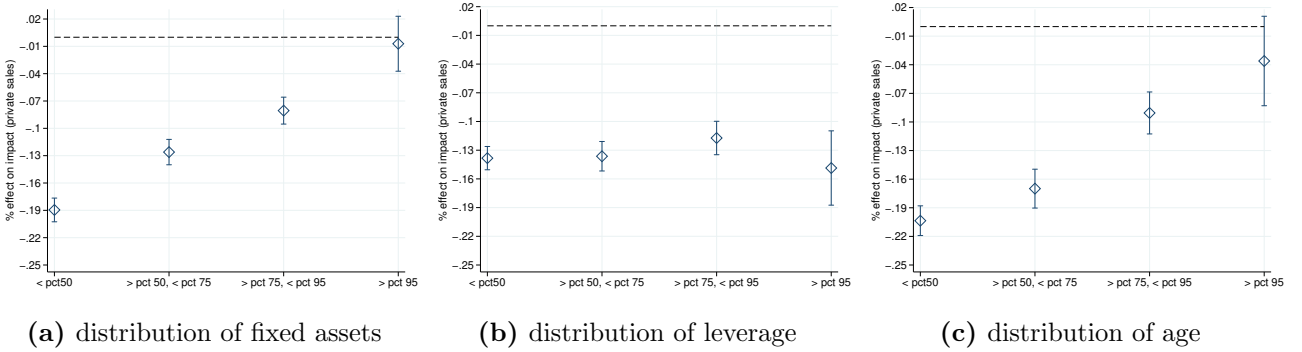 % effect on impact (private sales)
.02
−.01
−.04
−.07
−.1
−.13
−.16
−.19
−.22
−.25
< pct50
> pct 50, < pct 75
> pct 75, < pct 95
> pct 95
(a) distribution of fixed assets
% effect on impact (private sales)
.02
−.01
−.04
−.07
−.1
−.13
−.16
−.19
−.22
−.25
< pct50
> pct 50, < pct 75
> pct 75, < pct 95
> pct 95
(b) distribution of leverage
% effect on impact (private sales)
.02
−.01
−.04
−.07
−.1
−.13
−.16
−.19
−.22
−.25
< pct50
> pct 50, < pct 75
> pct 75, < pct 95
> pct 95
(c) distribution of age